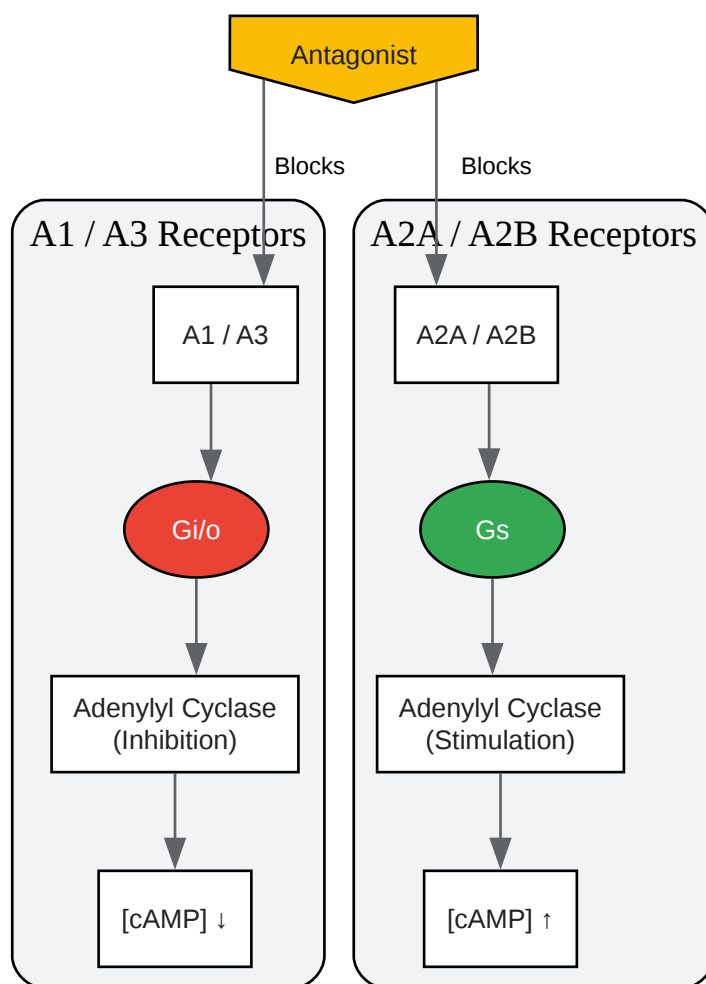 Antagonist
Blocks
Blocks
A1 / A3 Receptors
A2A / A2B Receptors
A1 / A3
A2A / A2B
Gi/o
Gs
Adenylyl Cyclase
(Inhibition)
Adenylyl Cyclase
(Stimulation)
[cAMP] ↓
[cAMP] ↑